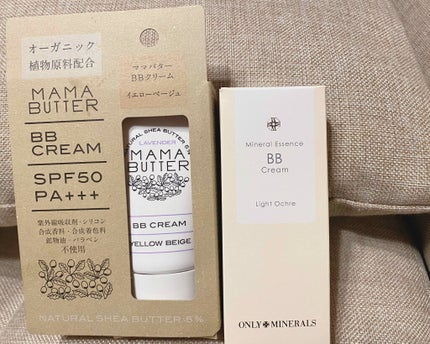 オーガニック
植物原料配合
MAMA
BUTTER
BB
CREAM
SPF50
PA+++
紫外線吸収剤・シリコン
合成香料・合成着色料
鉱物油・パラベン
不使用
NATURAL SHEA BUTTER 5%
ママバター
BBクリーム
イエローベージュ
NATURAL SHEA BUTTER 5%
LAVENDER
MAMA
BUTTER
BB CREAM
YELLOW BEIGE
Mineral Essence
BB
Cream
Light Ochre
ONLY MINERALS